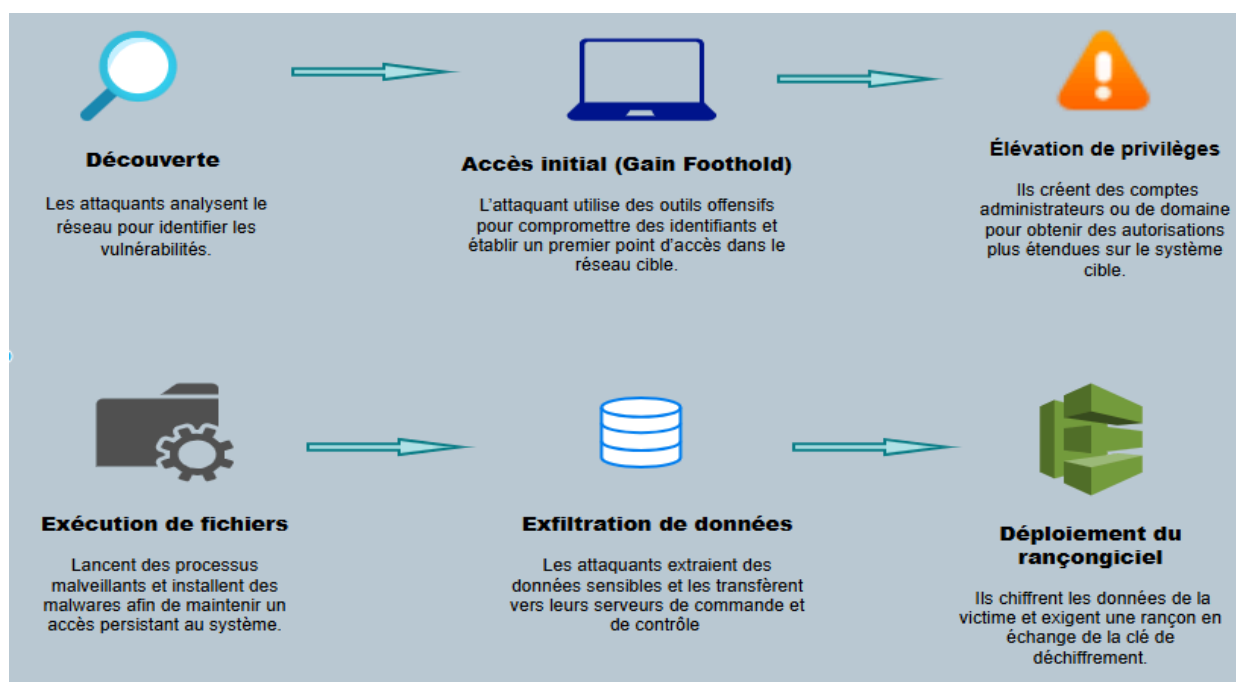 Découverte
Les attaquants analysent le
réseau pour identifier les
vulnérabilités.
Accès initial (Gain Foothold)
L'attaquant utilise des outils offensifs
pour compromettre des identifiants et
établir un premier point d'accès dans le
réseau cible.
Élévation de privilèges
Ils créent des comptes
administrateurs ou de domaine
pour obtenir des autorisations
plus étendues sur le système
cible.
Exécution de fichiers
Lancent des processus
malveillants et installent des
malwares afin de maintenir un
accès persistant au système.
Exfiltration de données
Les attaquants extraient des
données sensibles et les transfèrent
vers leurs serveurs de commande et
de contrôle
Déploiement du
rançongiciel
Ils chiffrent les données de la
victime et exigent une rançon en
échange de la clé de
déchiffrement.